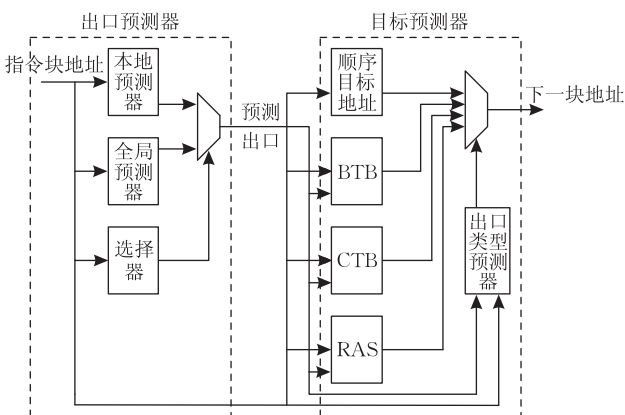 出口预测器
目标预测器
指令块地址
本地
预测
器
全局
预测
器
选择
器
预测
出口
顺序
目标
地址
BTB
CTB
RAS
出口
类型
预测
器
下一块地址